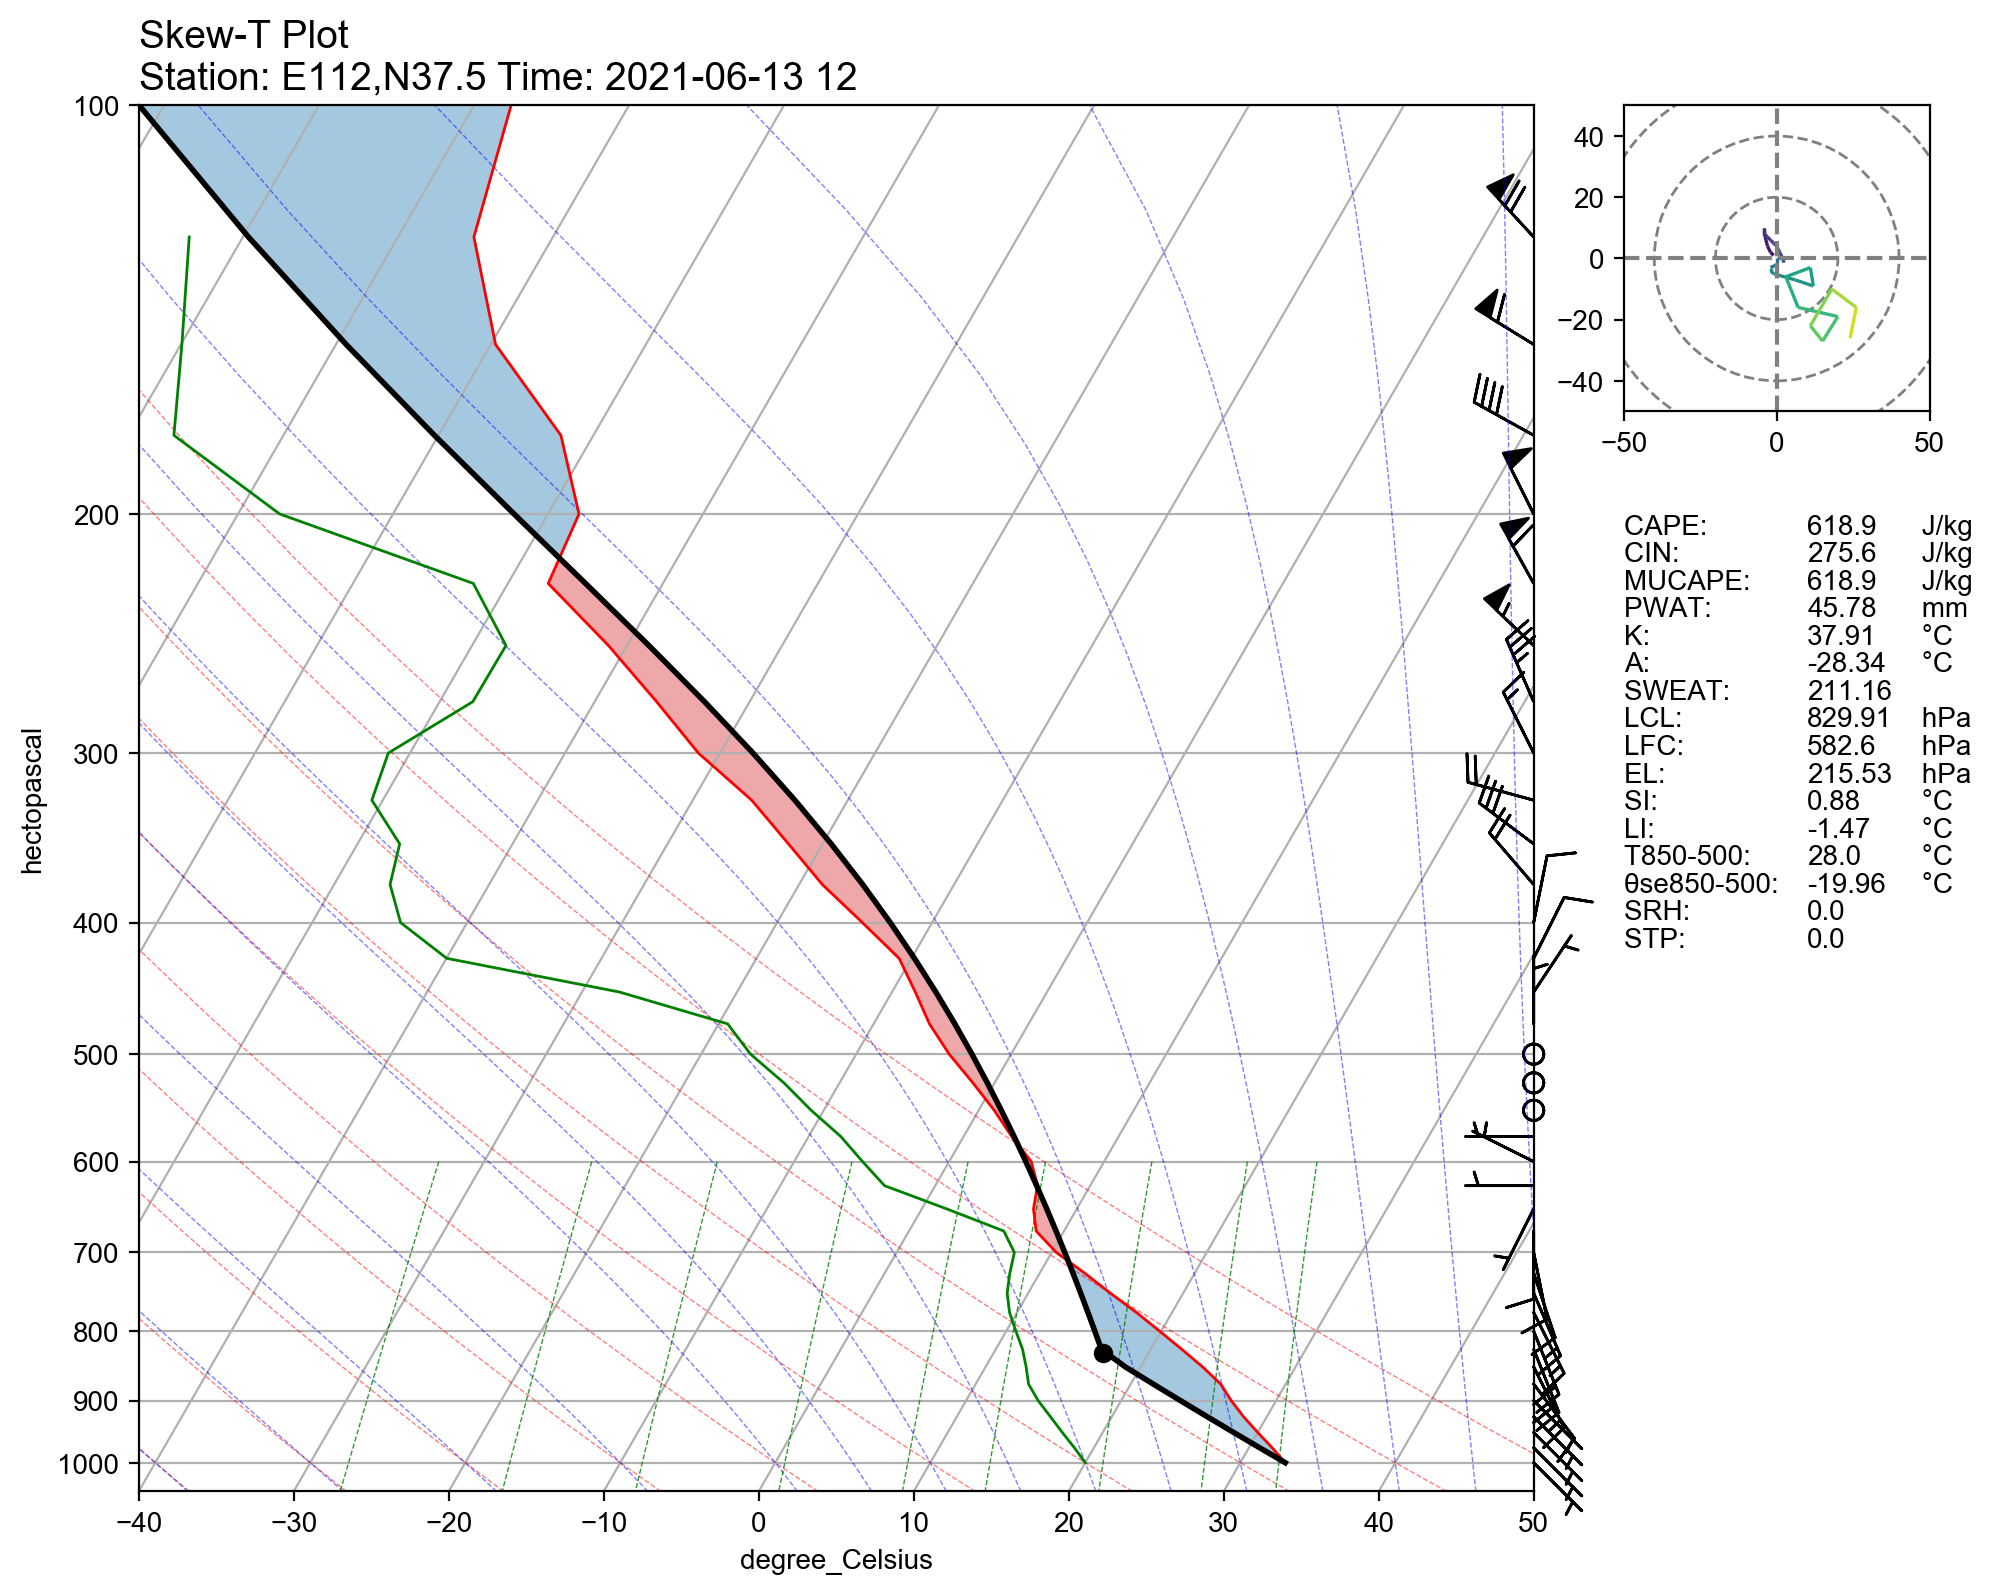 Skew-T Plot
Station: E112,N37.5 Time: 2021-06-13 12
100
200
300
400
500
600
700
800
900
1000
hectopascal
−40 −30 −20 −10 0 10 20 30 40 50
degree_Celsius
40
20
0
−20
−40
−50 0 50
CAPE: 618.9 J/kg
CIN: 275.6 J/kg
MUCAPE: 618.9 J/kg
PWAT: 45.78 mm
K: 37.91 °C
A: -28.34 °C
SWEAT: 211.16
LCL: 829.91 hPa
LFC: 582.6 hPa
EL: 215.53 hPa
SI: 0.88 °C
LI: -1.47 °C
T850-500: 28.0 °C
θse850-500: -19.96 °C
SRH: 0.0
STP: 0.0